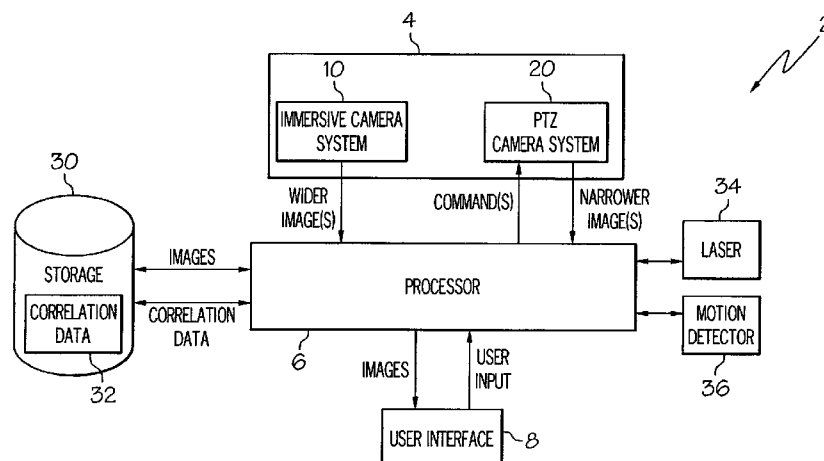 2
4
10
20
IMMERSIVE CAMERA
SYSTEM
PTZ
CAMERA SYSTEM
30
WIDER
IMAGE(S)
COMMAND(S)
NARROWER
IMAGE(S)
34
LASER
STORAGE
IMAGES
PROCESSOR
CORRELATION
DATA
CORRELATION
DATA
MOTION
DETECTOR
32
6
36
IMAGES
USER
INPUT
USER INTERFACE
8